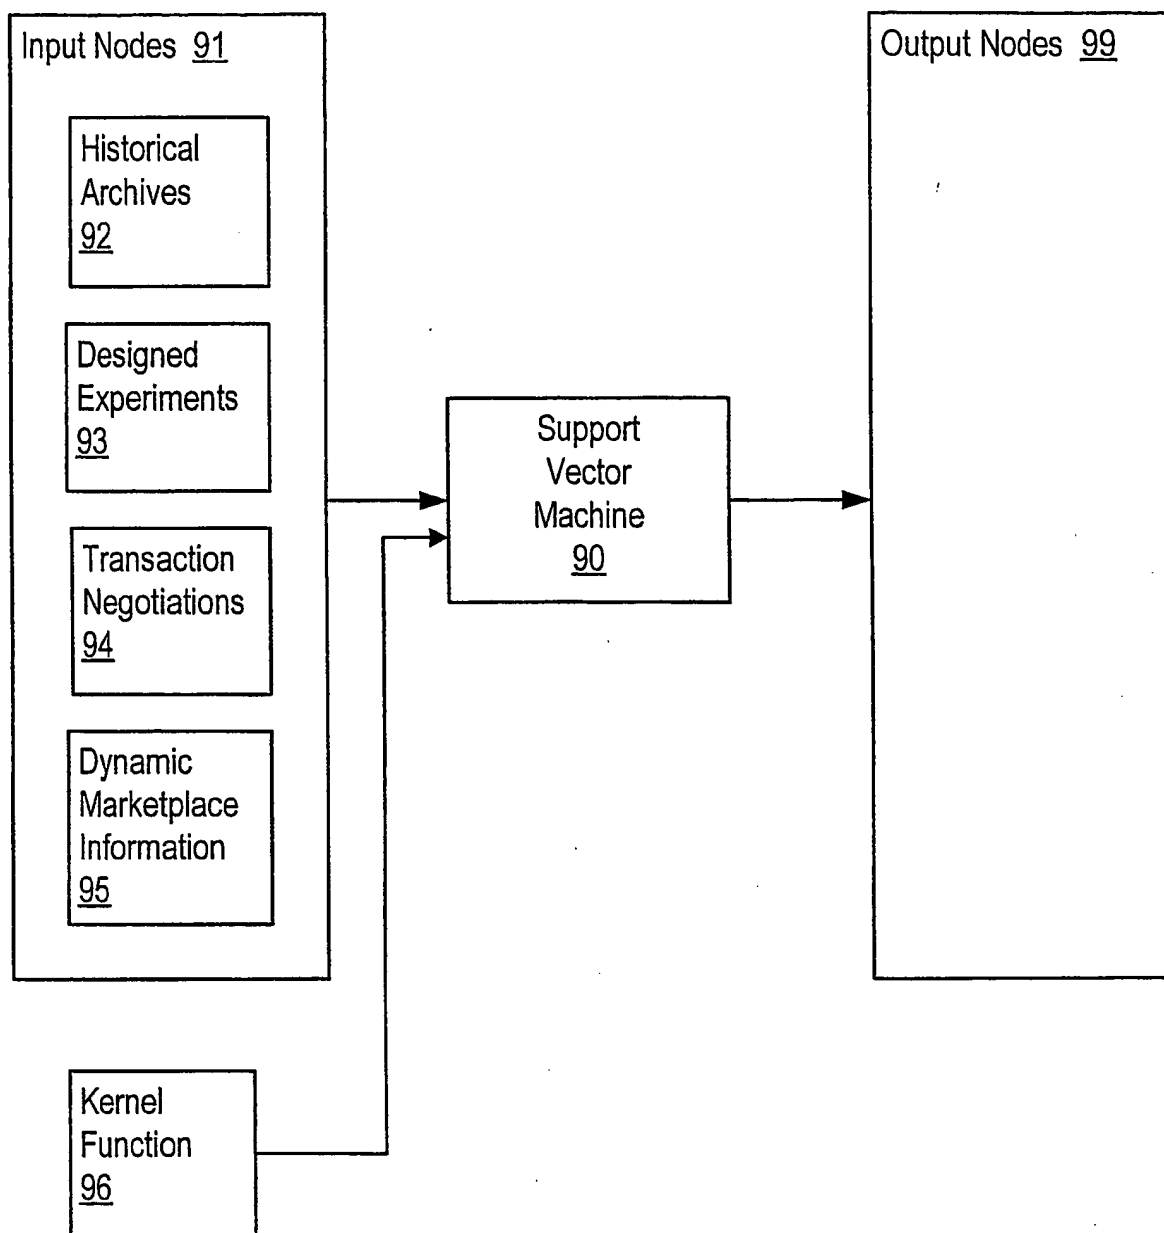 Input Nodes 91
Historical
Archives
92
Designed
Experiments
93
Transaction
Negotiations
94
Dynamic
Marketplace
Information
95
Kernel
Function
96
Support
Vector
Machine
90
Output Nodes 99